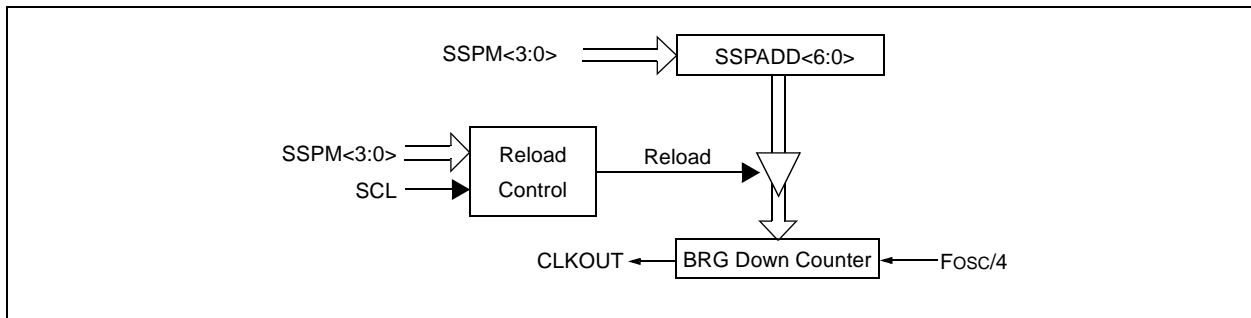 SSPM<3:0>
SSPADD<6:0>
SSPM<3:0>
SCL
Reload
Control
Reload
CLKOUT
BRG Down Counter
FOSC/4